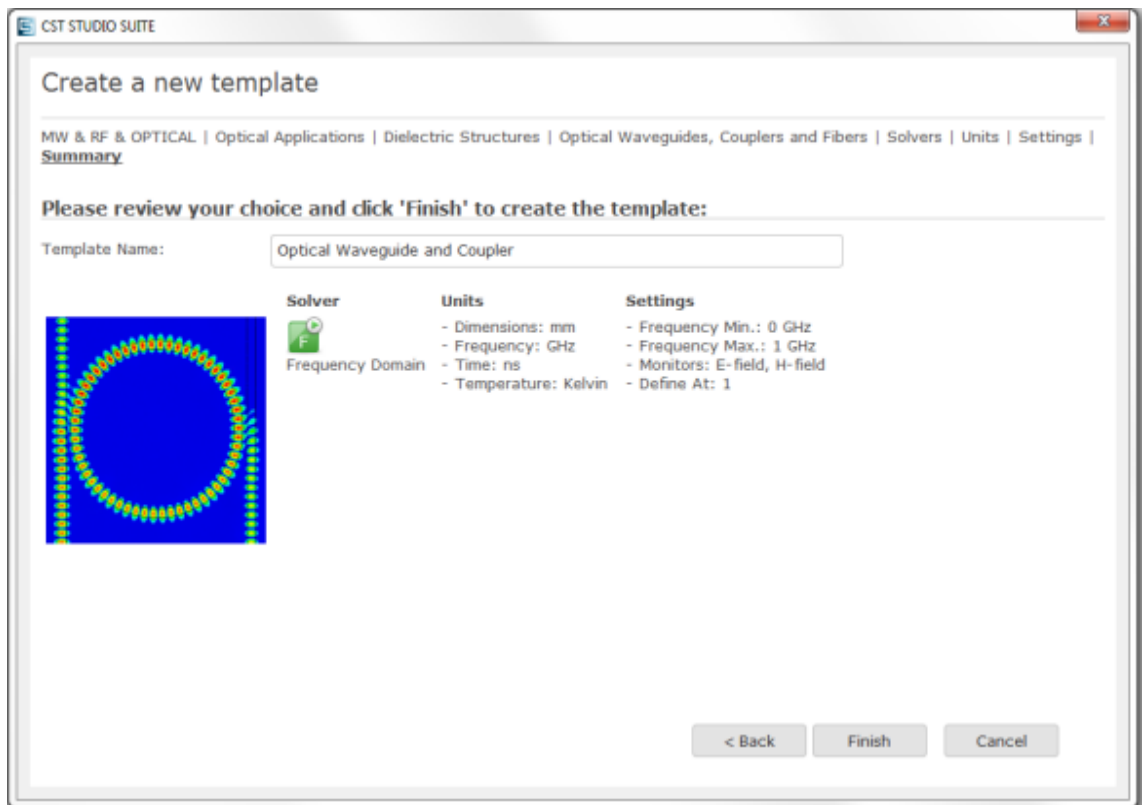 CST STUDIO SUITE
Create a new template
MW & RF & OPTICAL | Optical Applications | Dielectric Structures | Optical Waveguides, Couplers and Fibers | Solvers | Units | Settings |
Summary
Please review your choice and click 'Finish' to create the template:
Template Name: Optical Waveguide and Coupler
Solver Units Settings
- Dimensions: mm - Frequency Min.: 0 GHz
F - Frequency: GHz - Frequency Max.: 1 GHz
Frequency Domain - Time: ns - Monitors: E-field, H-field
- Temperature: Kelvin - Define At: 1
< Back Finish Cancel